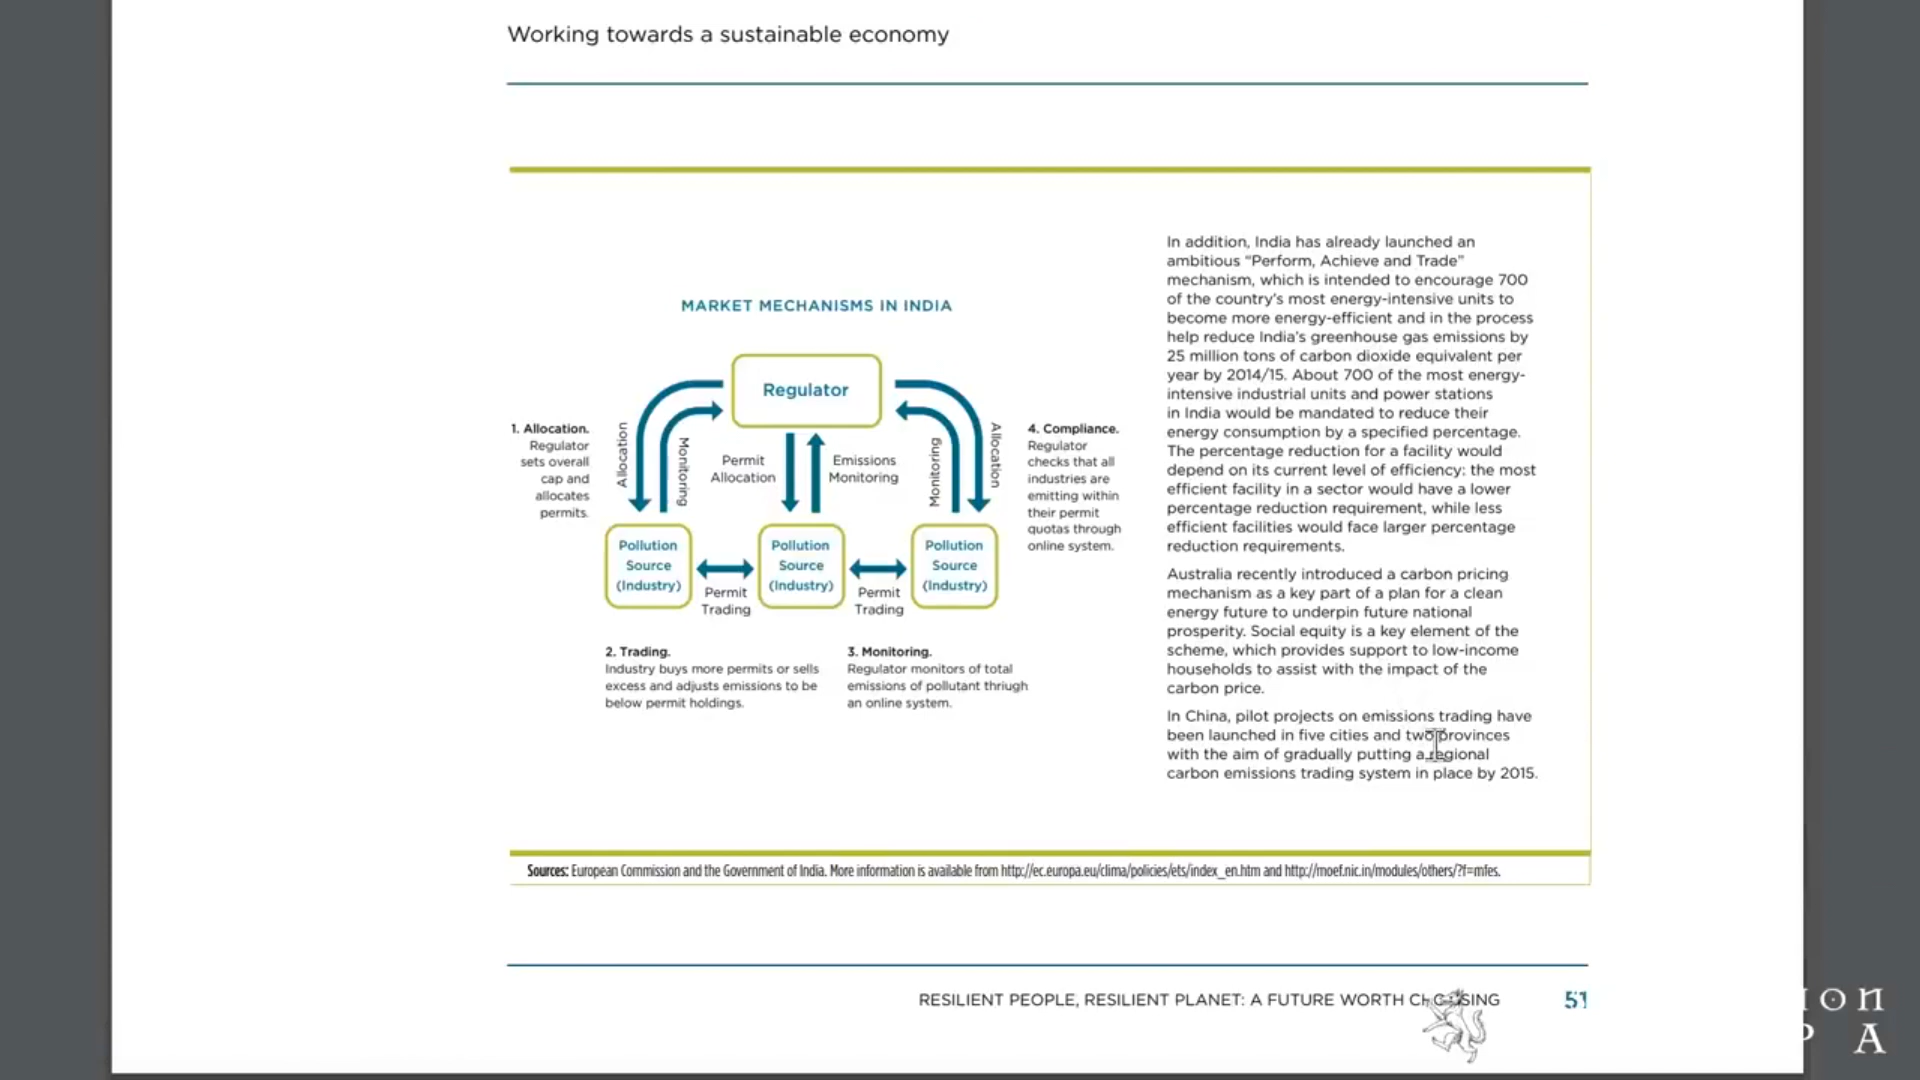 Working towards a sustainable economy
MARKET MECHANISMS IN INDIA
Regulator
1. Allocation.
Regulator
sets overall
cap and
allocates
permits.
Allocation
Monitoring
Permit
Allocation
Emissions
Monitoring
Monitoring
Allocation
4. Compliance.
Regulator
checks that all
industries are
emitting within
their permit
quotas through
online system.
Pollution
Source
(Industry)
Permit
Trading
Pollution
Source
(Industry)
Permit
Trading
Pollution
Source
(Industry)
2. Trading.
Industry buys more permits or sells
excess and adjusts emissions to be
below permit holdings.
3. Monitoring.
Regulator monitors of total
emissions of pollutant thriugh
an online system.
In addition, India has already launched an
ambitious “Perform, Achieve and Trade”
mechanism, which is intended to encourage 700
of the country’s most energy-intensive units to
become more energy-efficient and in the process
help reduce India’s greenhouse gas emissions by
25 million tons of carbon dioxide equivalent per
year by 2014/15. About 700 of the most energy-
intensive industrial units and power stations
in India would be mandated to reduce their
energy consumption by a specified percentage.
The percentage reduction for a facility would
depend on its current level of efficiency: the most
efficient facility in a sector would have a lower
percentage reduction requirement, while less
efficient facilities would face larger percentage
reduction requirements.
Australia recently introduced a carbon pricing
mechanism as a key part of a plan for a clean
energy future to underpin future national
prosperity. Social equity is a key element of the
scheme, which provides support to low-income
households to assist with the impact of the
carbon price.
In China, pilot projects on emissions trading have
been launched in five cities and two provinces
with the aim of gradually putting a regional
carbon emissions trading system in place by 2015.
Sources: European Commission and the Government of India. More information is available from http://ec.europa.eu/clima/policies/ets/index_en.htm and http://moef.nic.in/modules/others/?f=mfes.
RESILIENT PEOPLE, RESILIENT PLANET: A FUTURE WORTH CHOOSING
51